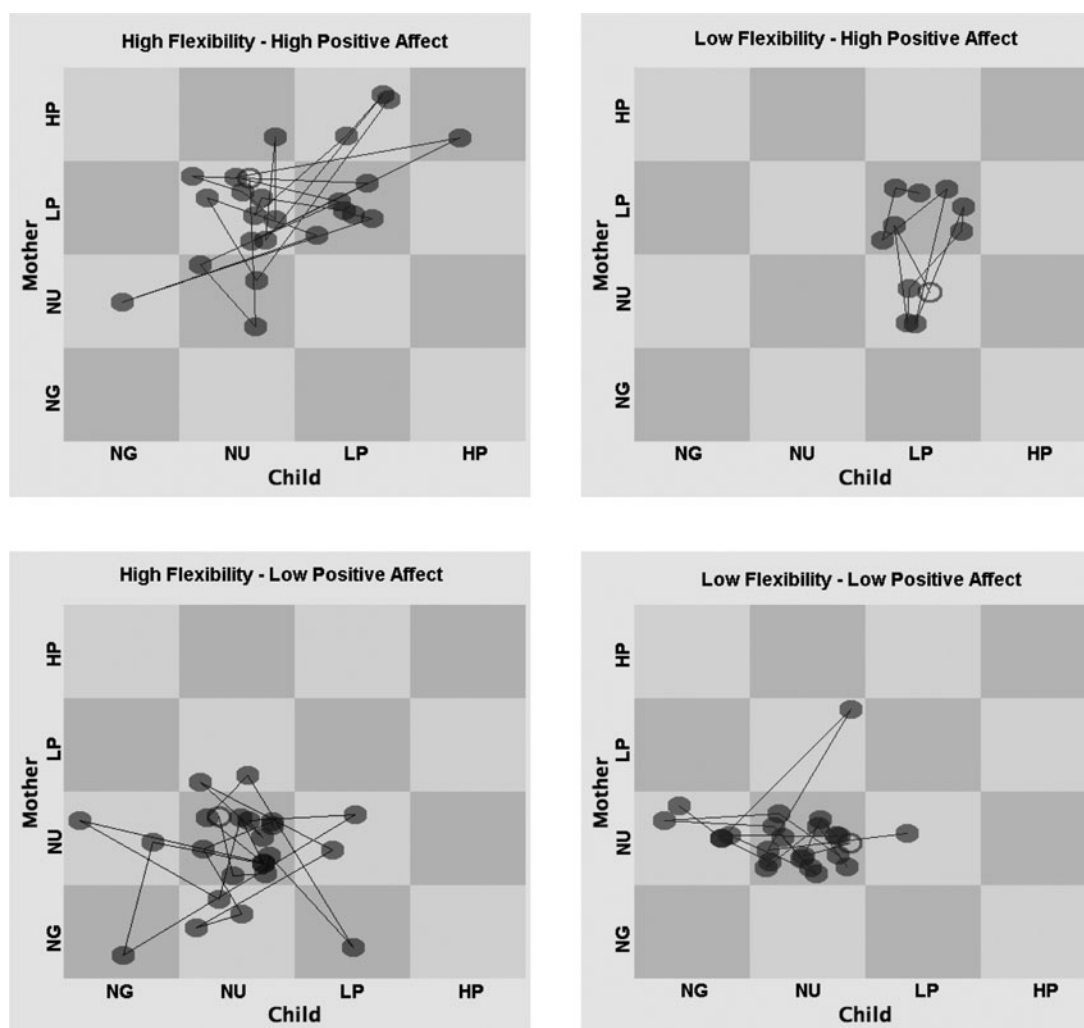 High Flexibility - High Positive Affect
HP
LP
NU
NG
Mother
NG NU LP HP
Child
Low Flexibility - High Positive Affect
HP
LP
NU
NG
Mother
NG NU LP HP
Child
High Flexibility - Low Positive Affect
HP
LP
NU
NG
Mother
NG NU LP HP
Child
Low Flexibility - Low Positive Affect
HP
LP
NU
NG
Mother
NG NU LP HP
Child